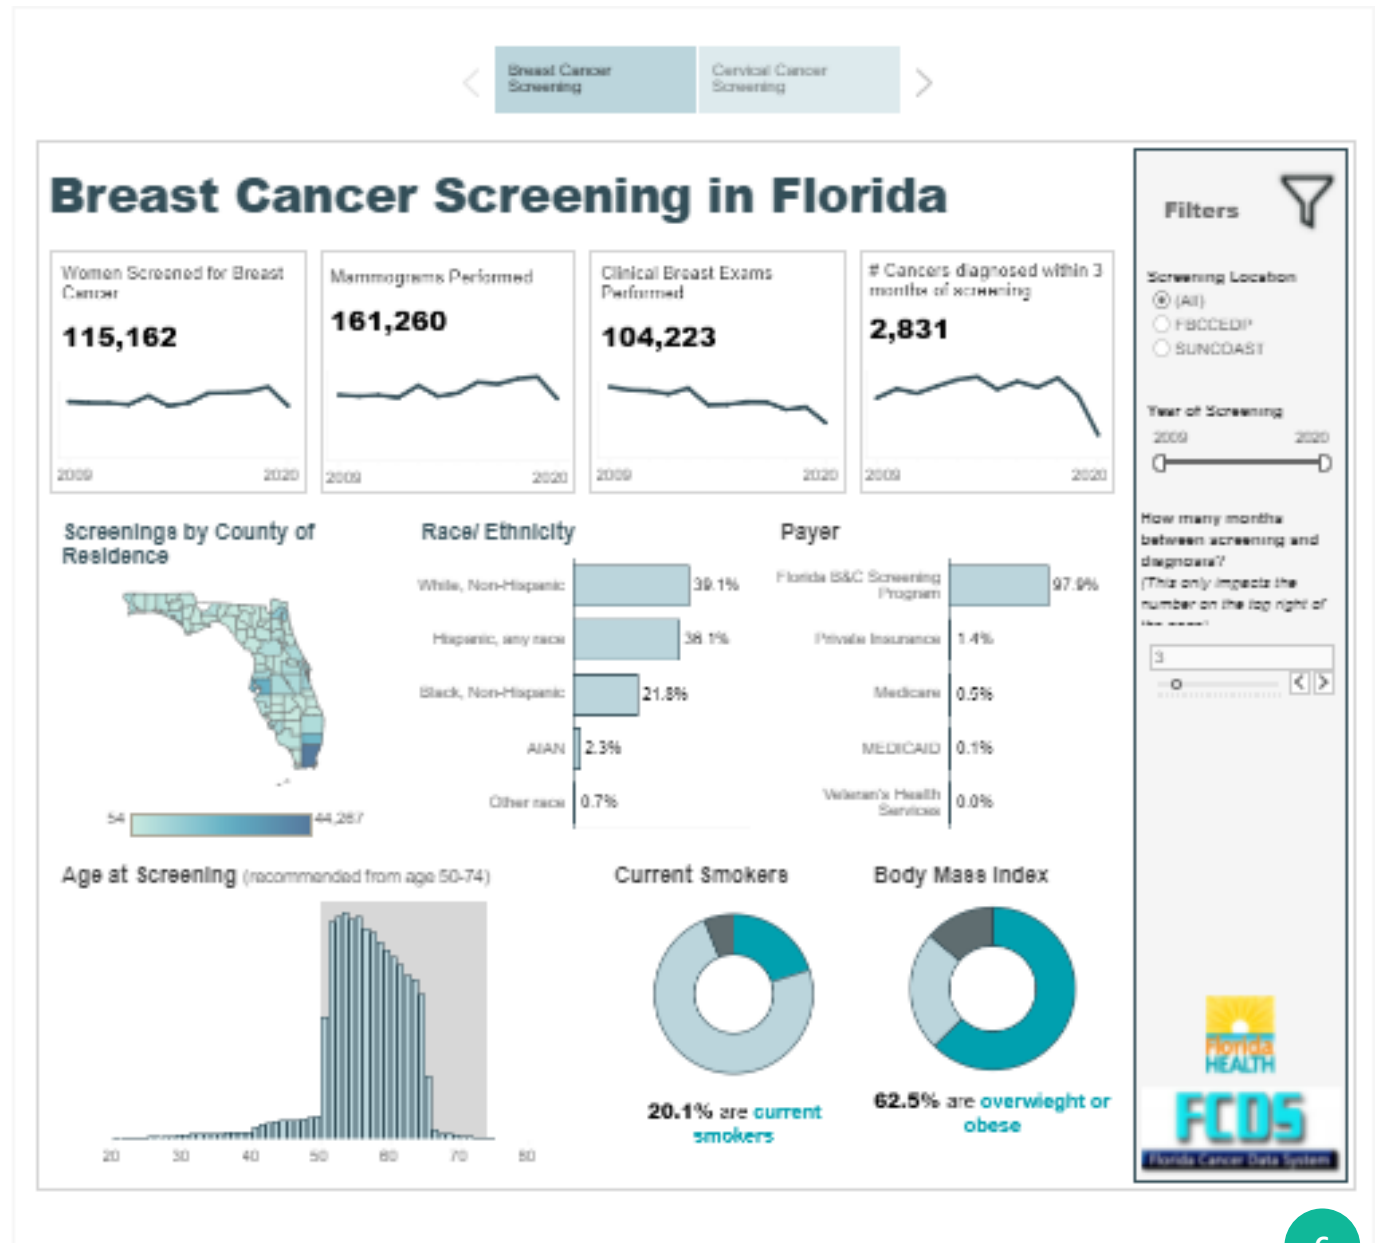 Breast Cancer
Screening
Cervical Cancer
Screening
Breast Cancer Screening in Florida
Women Screened for Breast
Cancer
115,162
2009 2020
Mammograms Performed
161,260
2009 2020
Clinical Breast Exams
Performed
104,223
2009 2020
# Cancers diagnosed within 3
months of screening
2,831
2009 2020
Screenings by County of
Residence
54 44,267
Race/ Ethnicity
White, Non-Hispanic 39.1%
Hispanic, any race 36.1%
Black, Non-Hispanic 21.8%
AIAN 2.3%
Other race 0.7%
Payer
Florida B&C Screening
Program 97.9%
Private Insurance 1.4%
Medicare 0.5%
MEDICAID 0.1%
Veteran's Health
Services 0.0%
Age at Screening (recommended from age 50-74)
20 30 40 50 60 70 80
Current Smokers
20.1% are current
smokers
Body Mass Index
62.5% are overwieght or
obese
Filters
Screening Location
(All)
FBCCEDP
SUNCOAST
Year of Screening
2009 2020
How many months
between screening and
diagnosis?
(This only impacts the
number on the top right of
3
Florida
HEALTH
FCDS
Florida Cancer Data System